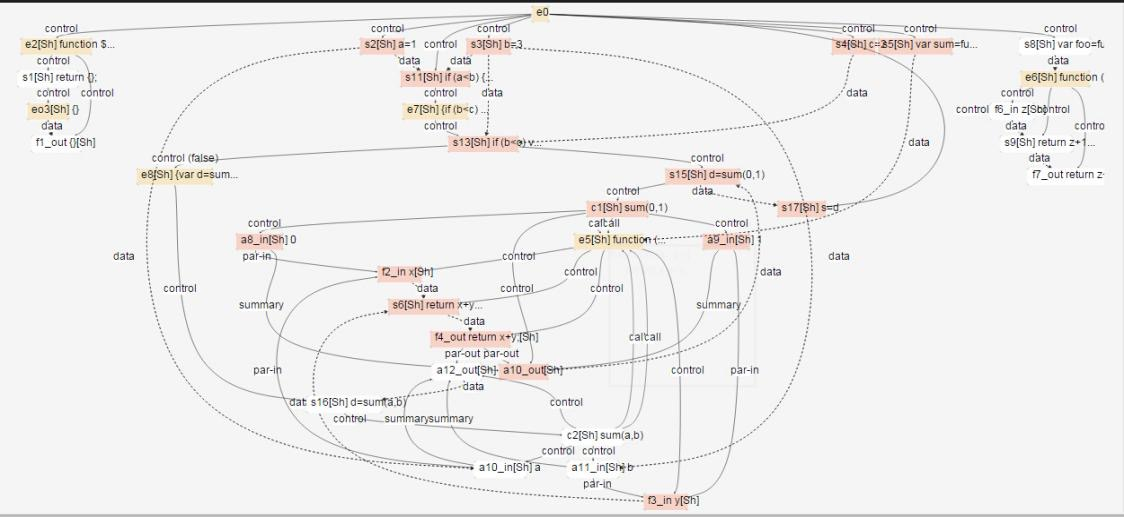 e0
control control control control control control
e2[Sh] function $... s2[Sh] a=1 control s3[Sh] b=3 s4[Sh] c= s5[Sh] var sum=fu... s8[Sh] var foo=fu
control data data data
s1[Sh] return {}; s11[Sh] if (a<b) {... e6[Sh] function (
control control control data data control
eo3[Sh] {} e7[Sh] {if (b<c) ... control f6_in z[Sh] control
data control data data contro
f1_out {}[Sh] s13[Sh] if (b<c) v... s9[Sh] return z+1...
control (false) control data
e8[Sh] {var d=sum... s15[Sh] d=sum(0,1) f7_out return z
control data
c1[Sh] sum(0,1) s17[Sh] s=d
control call call control
a8_in[Sh] 0 e5[Sh] function (... a9_in[Sh]
data par-in control data
f2_in x[Sh] control data
control data control control
summary s6[Sh] return x+y... summary
data
f4_out return x+y;[Sh] call call
par-out par-out
par-in a12_out[Sh] a10_out[Sh] control par-in
data
s16[Sh] d=sum(a,b) control
control summary summary
c2[Sh] sum(a,b)
control control
a10_in[Sh] a a11_in[Sh] b
par-in
f3_in y[Sh]